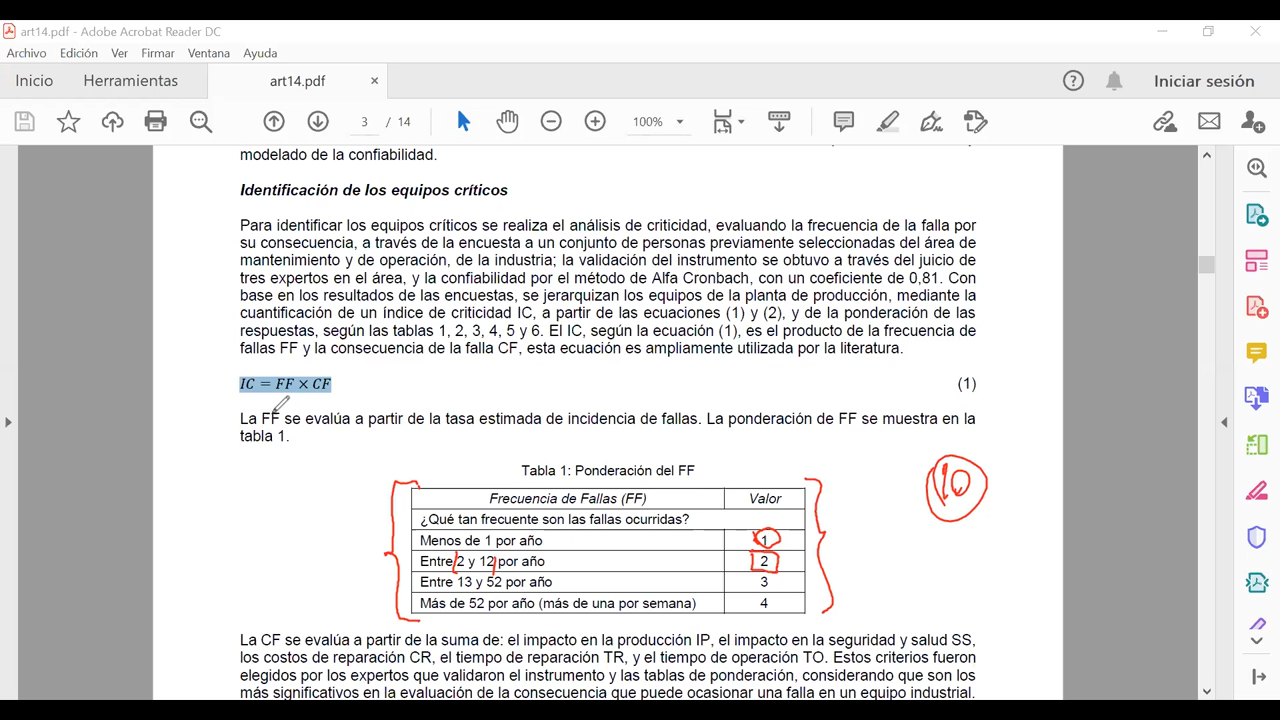 art14.pdf - Adobe Acrobat Reader DC
Archivo Edición Ver Firmar Ventana Ayuda
Inicio Herramientas art14.pdf × Iniciar sesión
3 / 14 100%
modelado de la confiabilidad.
Identificación de los equipos críticos
Para identificar los equipos críticos se realiza el análisis de criticidad, evaluando la frecuencia de la falla por
su consecuencia, a través de la encuesta a un conjunto de personas previamente seleccionadas del área de
mantenimiento y de operación, de la industria; la validación del instrumento se obtuvo a través del juicio de
tres expertos en el área, y la confiabilidad por el método de Alfa Cronbach, con un coeficiente de 0,81. Con
base en los resultados de las encuestas, se jerarquizan los equipos de la planta de producción, mediante la
cuantificación de un índice de criticidad IC, a partir de las ecuaciones (1) y (2), y de la ponderación de las
respuestas, según las tablas 1, 2, 3, 4, 5 y 6. El IC, según la ecuación (1), es el producto de la frecuencia de
fallas FF y la consecuencia de la falla CF, esta ecuación es ampliamente utilizada por la literatura.
IC = FF × CF (1)
La FF se evalúa a partir de la tasa estimada de incidencia de fallas. La ponderación de FF se muestra en la
tabla 1.
Tabla 1: Ponderación del FF
10
Frecuencia de Fallas (FF) Valor
¿Qué tan frecuente son las fallas ocurridas?
Menos de 1 por año 1
Entre 2 y 12 por año 2
Entre 13 y 52 por año 3
Más de 52 por año (más de una por semana) 4
La CF se evalúa a partir de la suma de: el impacto en la producción IP, el impacto en la seguridad y salud SS,
los costos de reparación CR, el tiempo de reparación TR, y el tiempo de operación TO. Estos criterios fueron
elegidos por los expertos que validaron el instrumento y las tablas de ponderación, considerando que son los
más significativos en la evaluación de la consecuencia que puede ocasionar una falla en un equipo industrial.